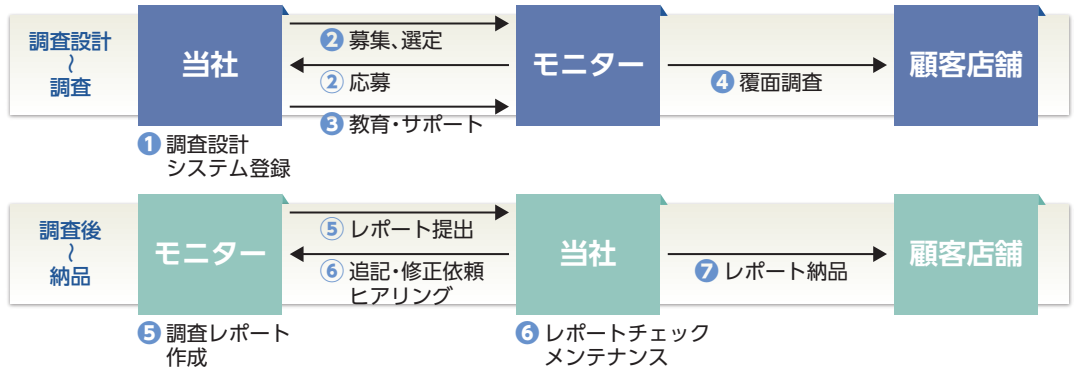 調査設計
～
調査
当社
❷ 募集、選定
② 応募
❸ 教育・サポート
モニター
❹ 覆面調査
顧客店舗
❶ 調査設計
システム登録
調査後
～
納品
モニター
⑤ レポート提出
⑥ 追記・修正依頼
ヒアリング
当社
❼ レポート納品
顧客店舗
❺ 調査レポート
作成
❻ レポートチェック
メンテナンス